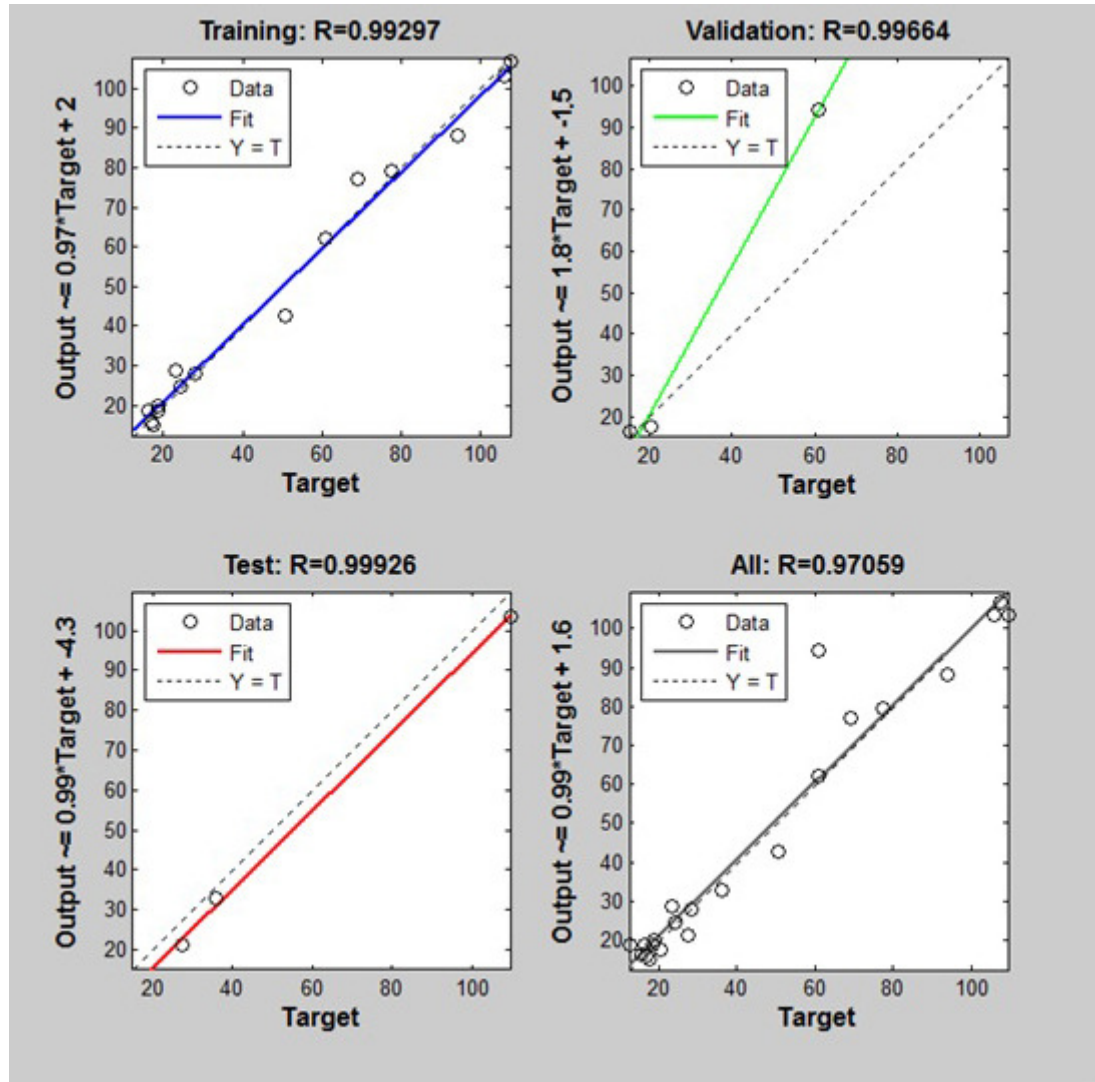 Training: R=0.99297
Output ~= 0.97*Target + 2
100
90
80
70
60
50
40
30
20
Data
Fit
Y = T
20 40 60 80 100
Target
Validation: R=0.99664
Output ~= 1.8*Target + -1.5
100
90
80
70
60
50
40
30
20
Data
Fit
Y = T
20 40 60 80 100
Target
Test: R=0.99926
Output ~= 0.99*Target + -4.3
100
90
80
70
60
50
40
30
20
Data
Fit
Y = T
20 40 60 80 100
Target
All: R=0.97059
Output ~= 0.99*Target + 1.6
100
90
80
70
60
50
40
30
20
Data
Fit
Y = T
20 40 60 80 100
Target